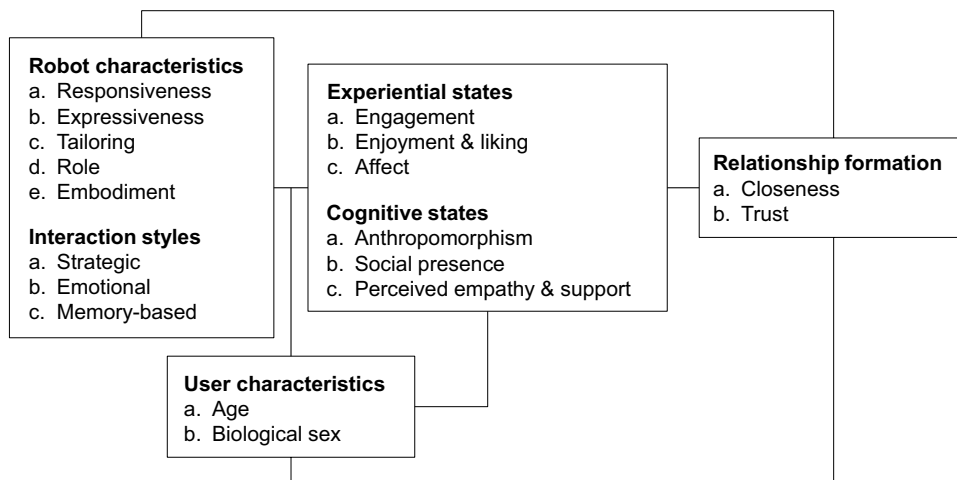 Robot characteristics
a. Responsiveness
b. Expressiveness
c. Tailoring
d. Role
e. Embodiment
Interaction styles
a. Strategic
b. Emotional
c. Memory-based
Experiential states
a. Engagement
b. Enjoyment & liking
c. Affect
Cognitive states
a. Anthropomorphism
b. Social presence
c. Perceived empathy & support
Relationship formation
a. Closeness
b. Trust
User characteristics
a. Age
b. Biological sex